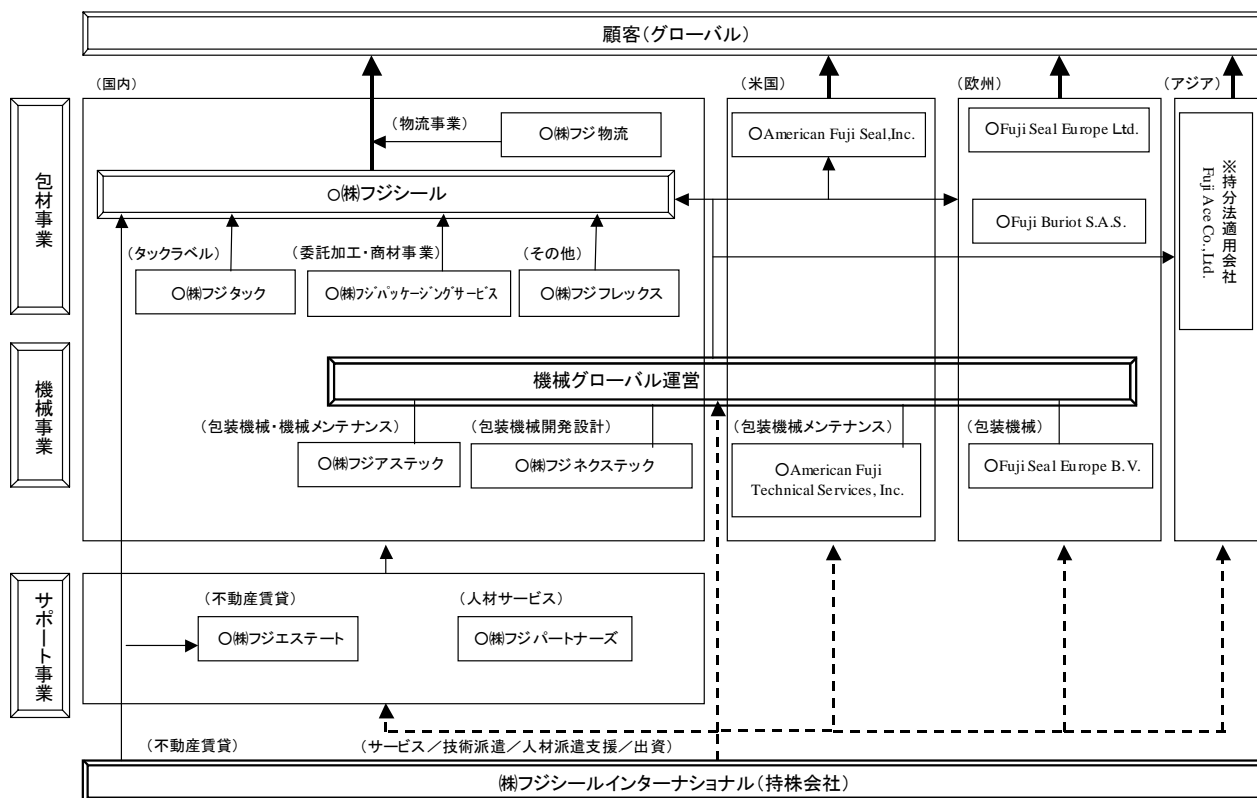 顧客(グローバル)
(国内)
(米国)
(欧州)
(アジア)
包材事業
(物流事業)
○㈱フジ物流
○㈱フジシール
(タックラベル)
(委託加工・商材事業)
(その他)
○㈱フジタック
○㈱フジパッケージングサービス
○㈱フジフレックス
○American Fuji Seal,Inc.
○Fuji Seal Europe Ltd.
○Fuji Buriot S.A.S.
※持分法適用会社
Fuji Ace Co.,Ltd.
機械事業
機械グローバル運営
(包装機械・機械メンテナンス)
(包装機械開発設計)
(包装機械メンテナンス)
(包装機械)
○㈱フジアステック
○㈱フジネクステック
○American Fuji
Technical Services, Inc.
○Fuji Seal Europe B.V.
サポート事業
(不動産賃貸)
(人材サービス)
○㈱フジエステート
○㈱フジパートナーズ
(不動産賃貸)
(サービス/技術派遣/人材派遣支援/出資)
㈱フジシールインターナショナル(持株会社)